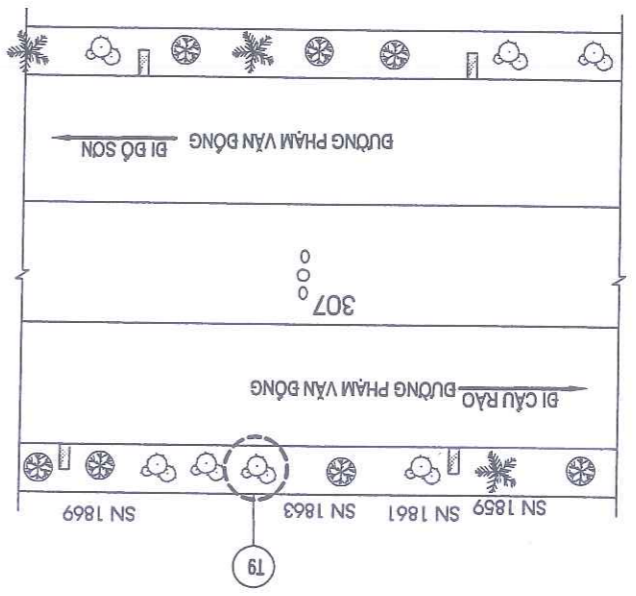 T9
SN 1859 SN 1861 SN 1863 SN 1869
ĐI CẦU RÀO ĐƯỜNG PHẠM VĂN ĐỒNG
307
ĐƯỜNG PHẠM VĂN ĐỒNG ĐI ĐỒ SƠN